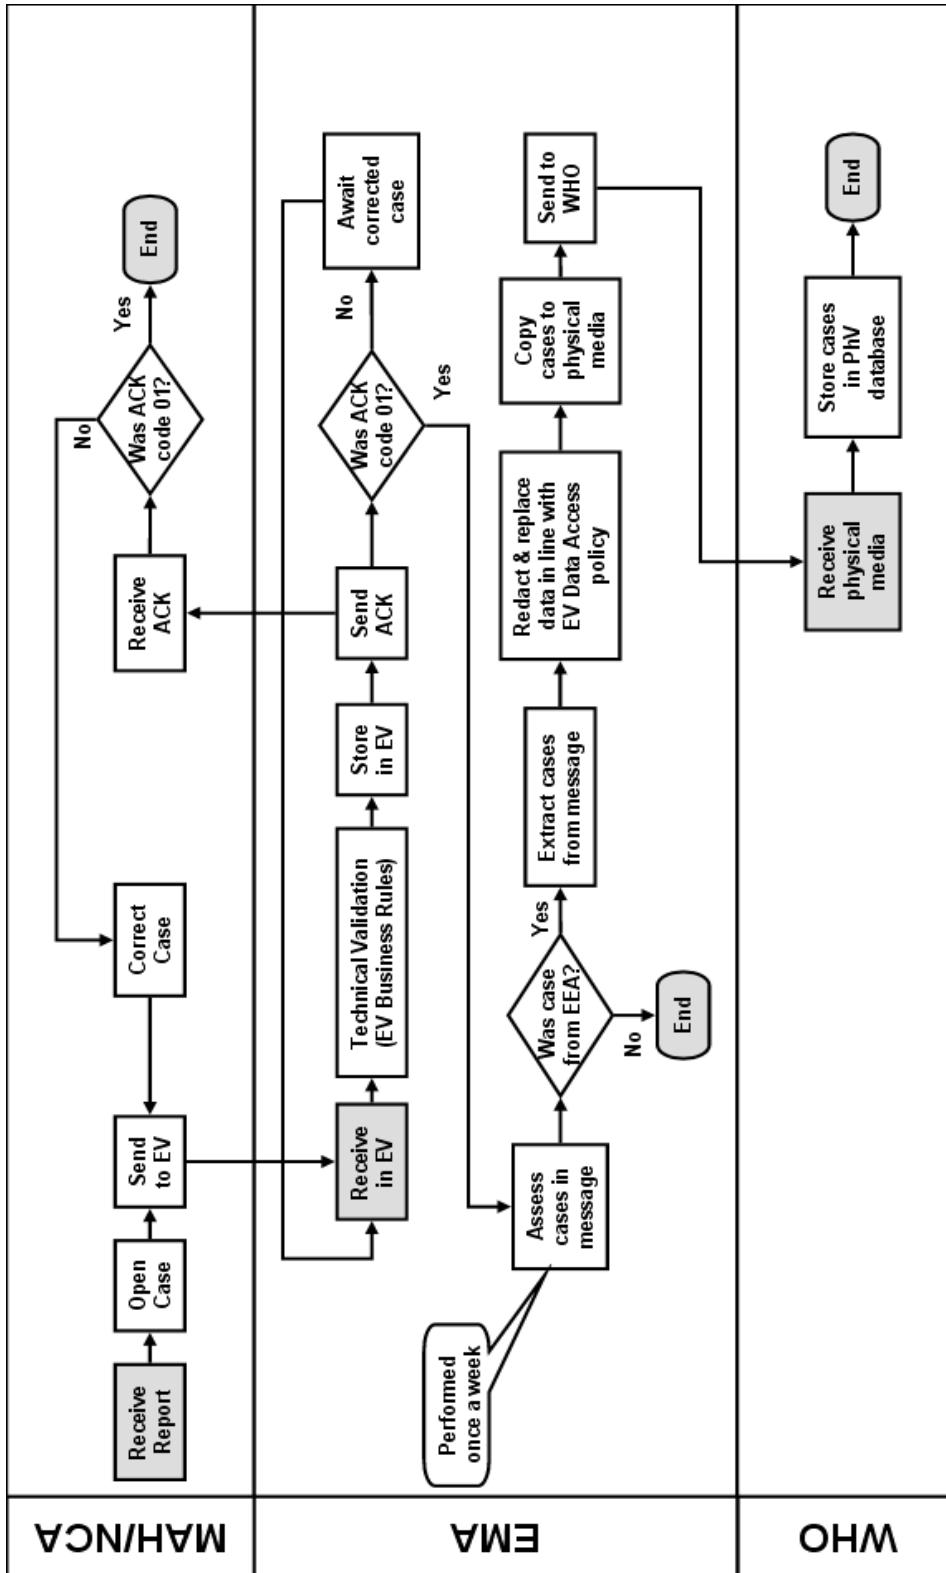 MAH/NCA
Receive
Report
Open
Case
Send
to EV
Correct
Case
Receive
ACK
Was ACK
code 01?
No
Yes
End
EMA
Receive
in EV
Technical Validation
(EV Business Rules)
Store
in EV
Send
ACK
Was ACK
code 01?
No
Yes
Await
corrected
case
Performed
once a week
Assess
cases in
message
Was case
from EEA?
No
End
Yes
Extract cases
from message
Redact & replace
data in line with
EV Data Access
policy
Copy
cases to
physical
media
Send to
WHO
WHO
Receive
physical
media
Store cases
in PhV
database
End